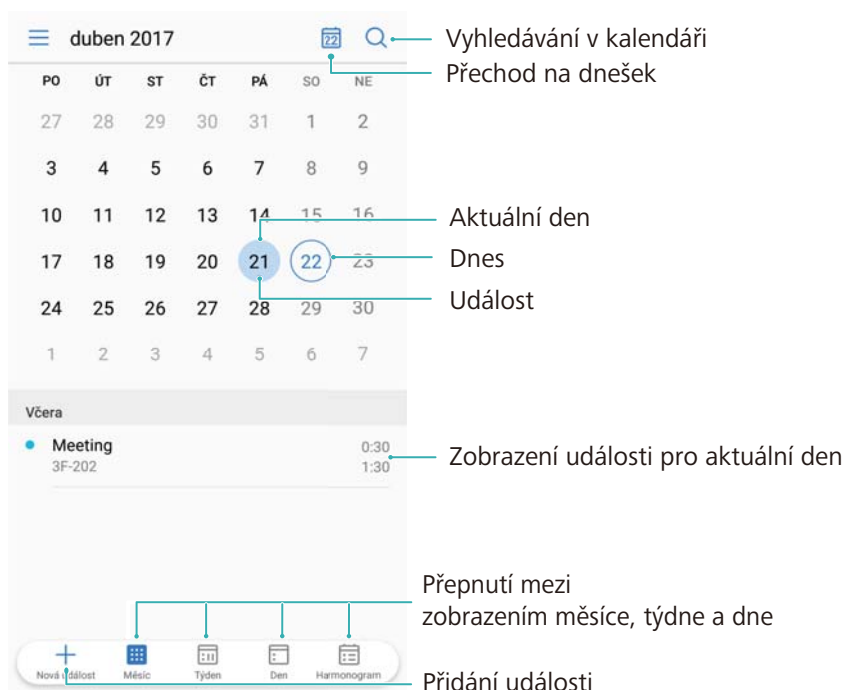 duben 2017
22
Vyhledávání v kalendáři
Přechod na dnešek
PO ÚT ST ČT PÁ SO NE
27 28 29 30 31 1 2
3 4 5 6 7 8 9
10 11 12 13 14 15 16
Aktuální den
17 18 19 20 21 22 23
Dnes
Událost
24 25 26 27 28 29 30
1 2 3 4 5 6 7
Včera
Meeting 0:30
3F-202 1:30
Zobrazení události pro aktuální den
Přepnutí mezi
zobrazením měsíce, týdne a dne
Nová událost Měsíc Týden Den Harmonogram
Přidání události